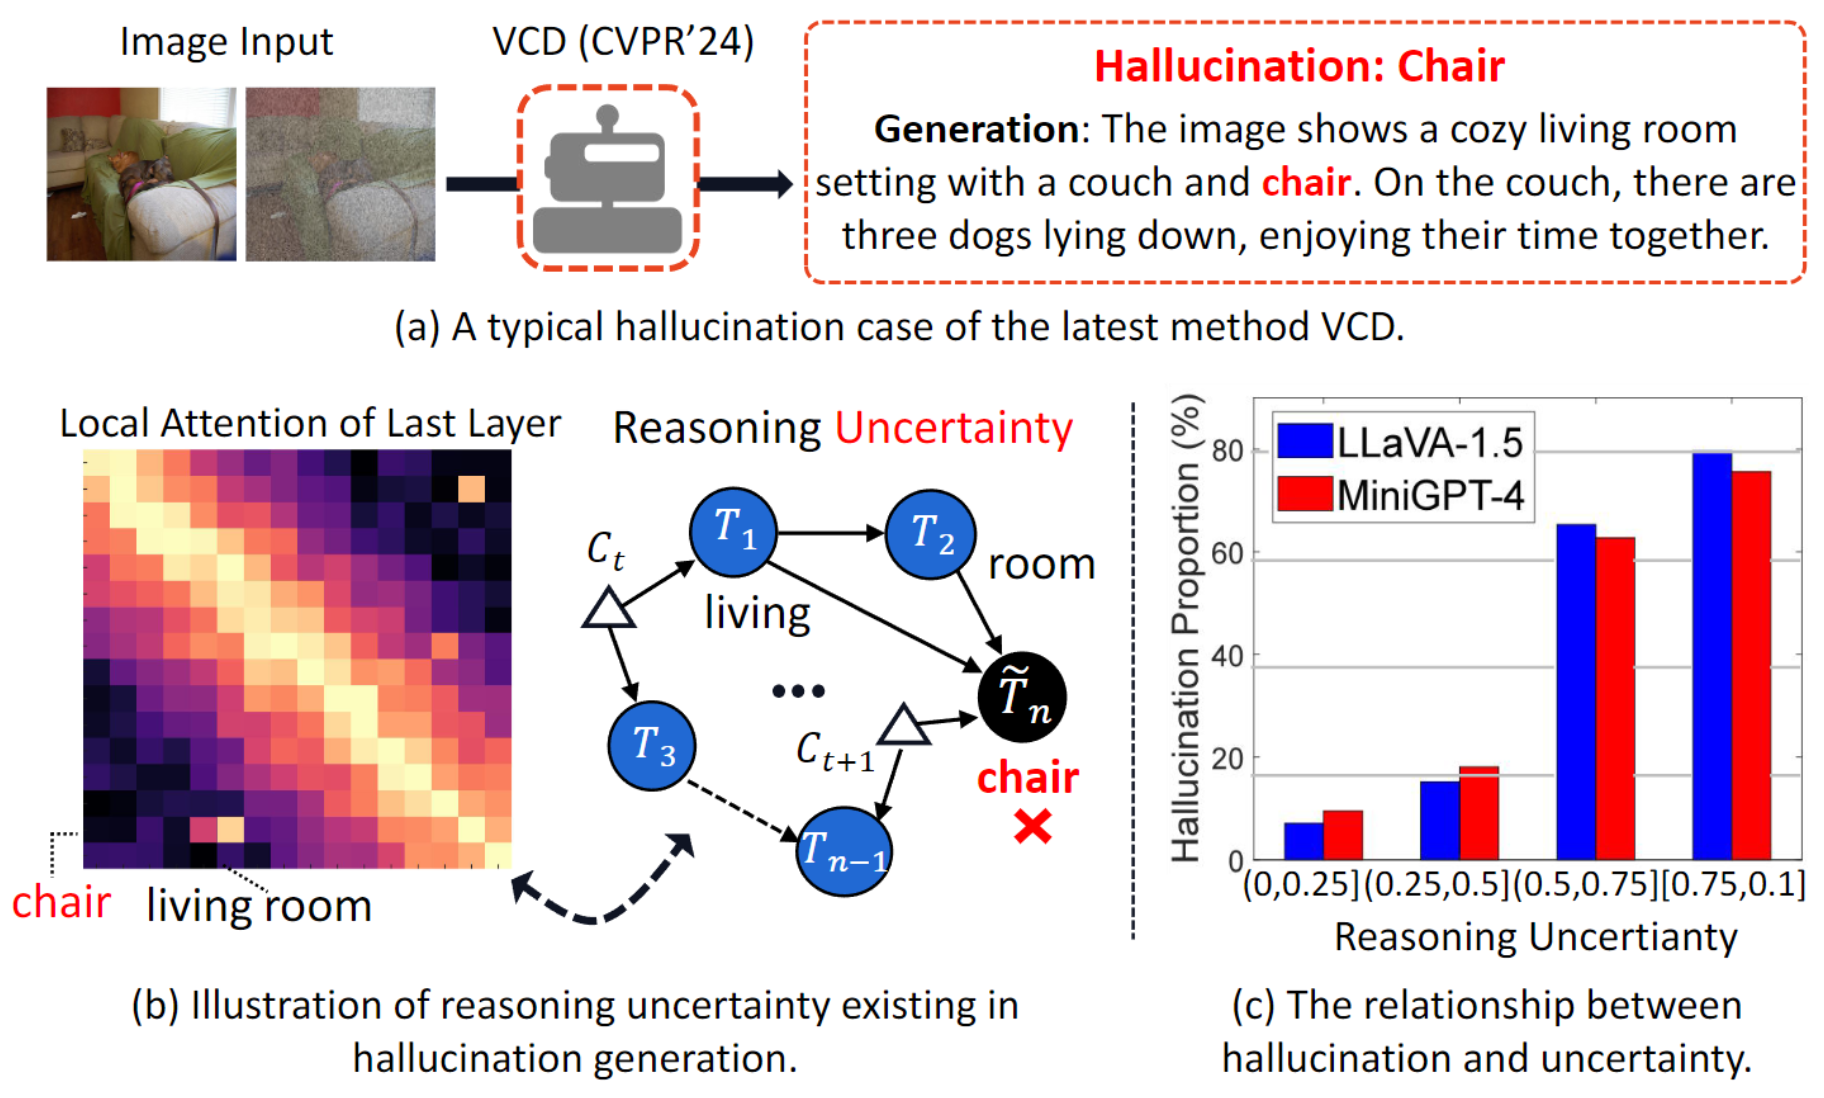 Image Input
VCD (CVPR’24)
Hallucination: Chair
Generation: The image shows a cozy living room
setting with a couch and chair. On the couch, there are
three dogs lying down, enjoying their time together.
(a) A typical hallucination case of the latest method VCD.
Local Attention of Last Layer
chair
living room
Reasoning Uncertainty
C_t
T_1
T_2
living
room
T̃_n
T_3
...
C_{t+1}
chair
T_{n−1}
(b) Illustration of reasoning uncertainty existing in
hallucination generation.
Hallucination Proportion (%)
LLaVA-1.5
MiniGPT-4
80
60
40
20
0
(0,0.25] (0.25,0.5] (0.5,0.75] [0.75,0.1]
Reasoning Uncertianty
(c) The relationship between
hallucination and uncertainty.